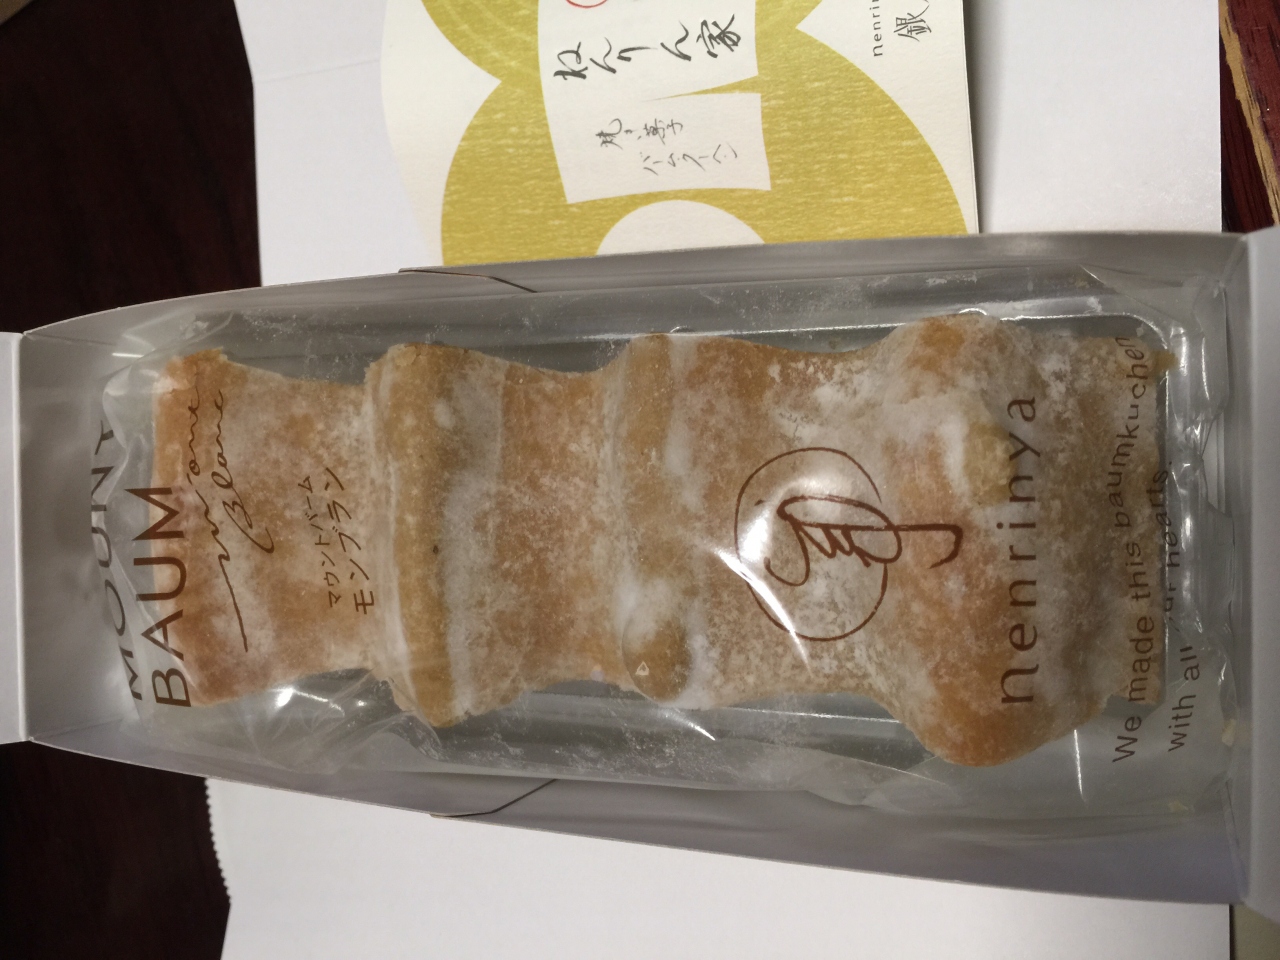 ねんりん家
焼き菓子
バームクーヘン
銀
MOUNT
BAUM
mont
Blanc
マウントバーム
モンブラン
nenrinya
We made this baumkuchen
with all our hearts.